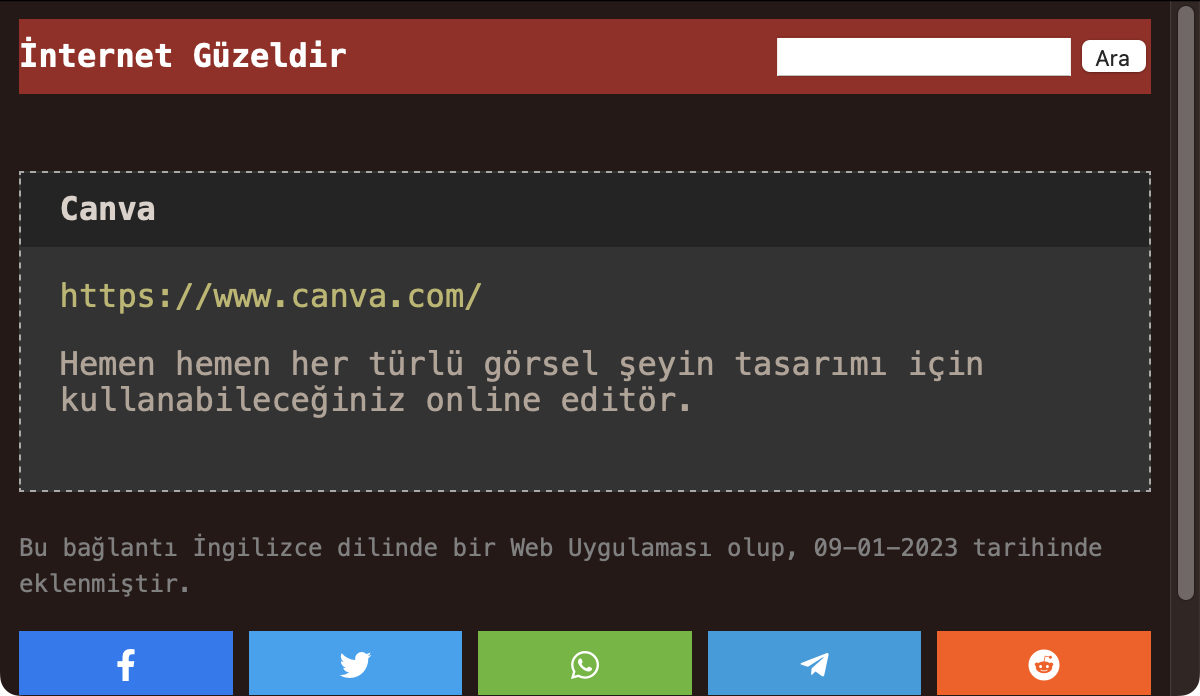 İnternet Güzeldir
Ara
Canva
https://www.canva.com/
Hemen hemen her türlü görsel şeyin tasarımı için
kullanabileceğiniz online editör.
Bu bağlantı İngilizce dilinde bir Web Uygulaması olup, 09-01-2023 tarihinde
eklenmiştir.